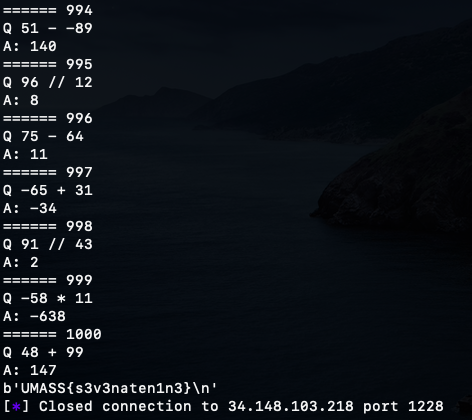 ====== 994
Q 51 - -89
A: 140
====== 995
Q 96 // 12
A: 8
====== 996
Q 75 - 64
A: 11
====== 997
Q -65 + 31
A: -34
====== 998
Q 91 // 43
A: 2
====== 999
Q -58 * 11
A: -638
====== 1000
Q 48 + 99
A: 147
b'UMASS{s3v3naten1n3}\n'
[*] Closed connection to 34.148.103.218 port 1228